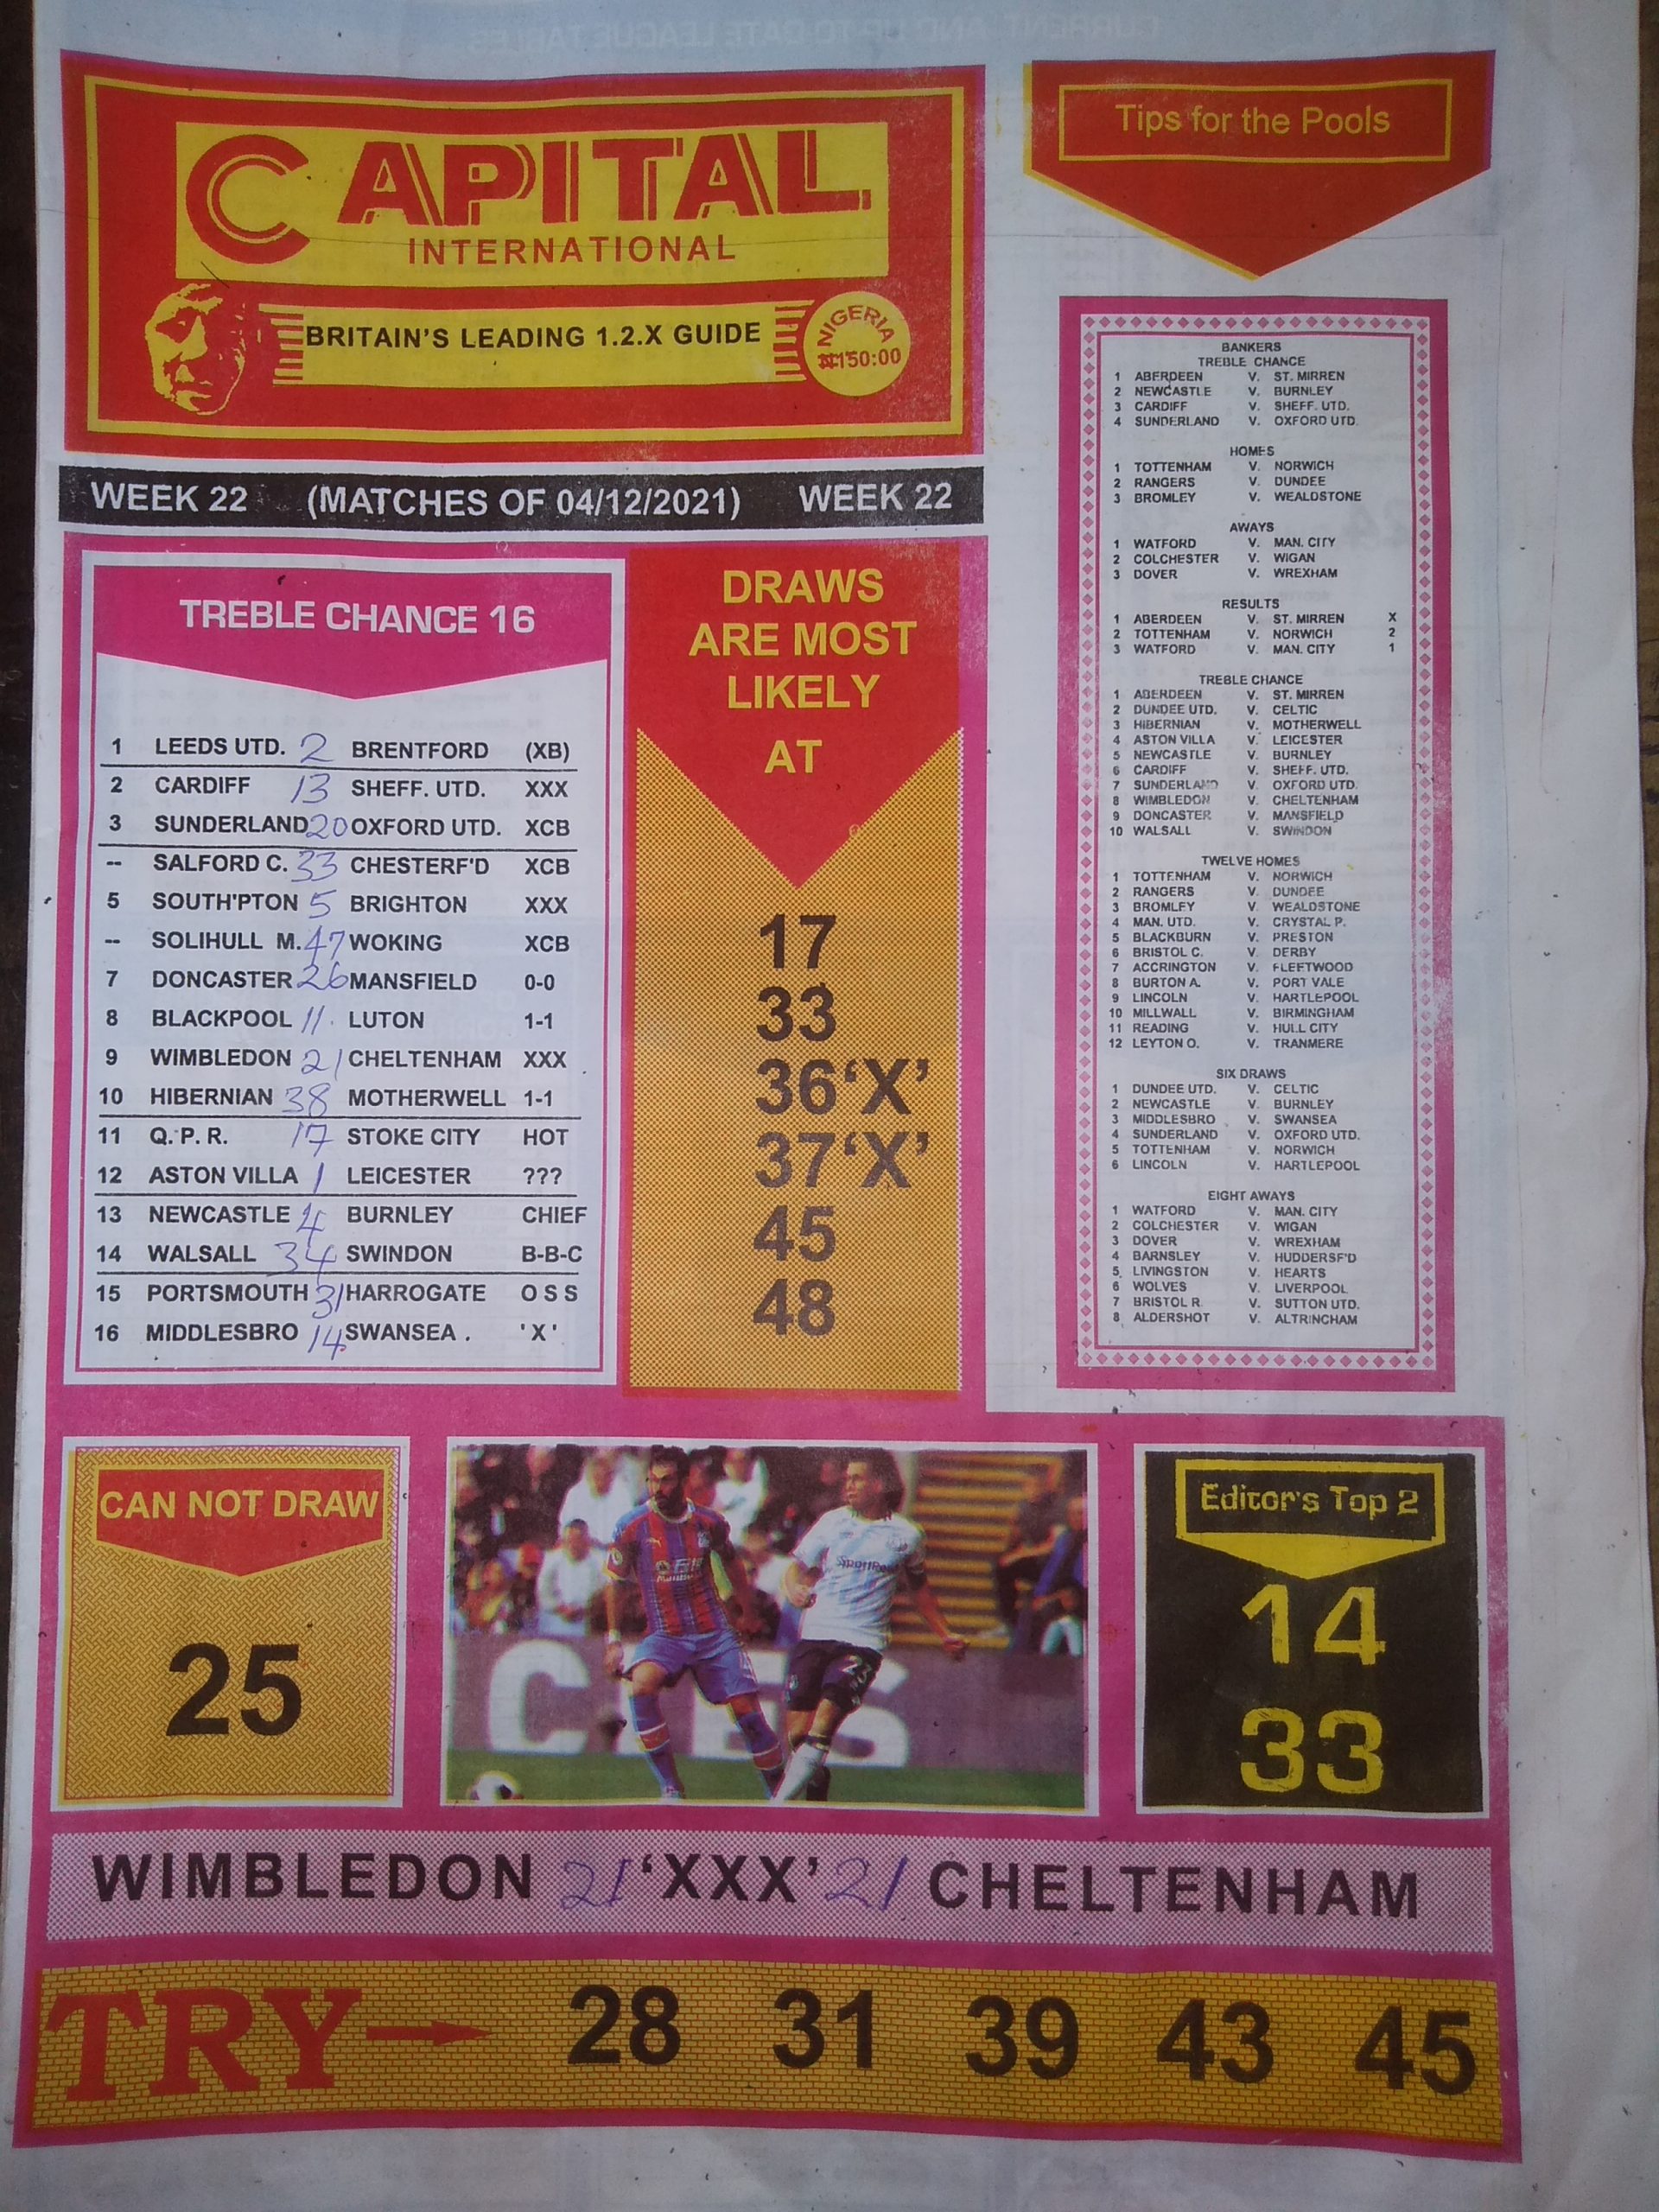 CAPITAL
INTERNATIONAL
BRITAIN'S LEADING 1.2.X GUIDE
NIGERIA
₦150:00
WEEK 22 (MATCHES OF 04/12/2021) WEEK 22
TREBLE CHANCE 16
1 LEEDS UTD. 2 BRENTFORD (XB)
2 CARDIFF 13 SHEFF. UTD. XXX
3 SUNDERLAND 20 OXFORD UTD. XCB
-- SALFORD C. 33 CHESTERF'D XCB
5 SOUTH'PTON 5 BRIGHTON XXX
-- SOLIHULL M. 47 WOKING XCB
7 DONCASTER 26 MANSFIELD 0-0
8 BLACKPOOL 11. LUTON 1-1
9 WIMBLEDON 21 CHELTENHAM XXX
10 HIBERNIAN 38 MOTHERWELL 1-1
11 Q. P. R. 17 STOKE CITY HOT
12 ASTON VILLA 1 LEICESTER ???
13 NEWCASTLE 4 BURNLEY CHIEF
14 WALSALL 34 SWINDON B-B-C
15 PORTSMOUTH 31 HARROGATE O S S
16 MIDDLESBRO 14 SWANSEA . 'X'
DRAWS
ARE MOST
LIKELY
AT
17
33
36'X'
37'X'
45
48
Tips for the Pools
BANKERS
TREBLE CHANCE
1 ABERDEEN V. ST. MIRREN
2 NEWCASTLE V. BURNLEY
3 CARDIFF V. SHEFF. UTD.
4 SUNDERLAND V. OXFORD UTD.
HOMES
1 TOTTENHAM V. NORWICH
2 RANGERS V. DUNDEE
3 BROMLEY V. WEALDSTONE
AWAYS
1 WATFORD V. MAN. CITY
2 COLCHESTER V. WIGAN
3 DOVER V. WREXHAM
RESULTS
1 ABERDEEN V. ST. MIRREN X
2 TOTTENHAM V. NORWICH 2
3 WATFORD V. MAN. CITY 1
TREBLE CHANCE
1 ABERDEEN V. ST. MIRREN
2 DUNDEE UTD. V. CELTIC
3 HIBERNIAN V. MOTHERWELL
4 ASTON VILLA V. LEICESTER
5 NEWCASTLE V. BURNLEY
6 CARDIFF V. SHEFF. UTD.
7 SUNDERLAND V. OXFORD UTD.
8 WIMBLEDON V. CHELTENHAM
9 DONCASTER V. MANSFIELD
10 WALSALL V. SWINDON
TWELVE HOMES
1 TOTTENHAM V. NORWICH
2 RANGERS V. DUNDEE
3 BROMLEY V. WEALDSTONE
4 MAN. UTD. V. CRYSTAL P.
5 BLACKBURN V. PRESTON
6 BRISTOL C. V. DERBY
7 ACCRINGTON V. FLEETWOOD
8 BURTON A. V. PORT VALE
9 LINCOLN V. HARTLEPOOL
10 MILLWALL V. BIRMINGHAM
11 READING V. HULL CITY
12 LEYTON O. V. TRANMERE
SIX DRAWS
1 DUNDEE UTD. V. CELTIC
2 NEWCASTLE V. BURNLEY
3 MIDDLESBRO V. SWANSEA
4 SUNDERLAND V. OXFORD UTD.
5 TOTTENHAM V. NORWICH
6 LINCOLN V. HARTLEPOOL
EIGHT AWAYS
1 WATFORD V. MAN. CITY
2 COLCHESTER V. WIGAN
3 DOVER V. WREXHAM
4 BARNSLEY V. HUDDERSF'D
5. LIVINGSTON V. HEARTS
6 WOLVES V. LIVERPOOL
7 BRISTOL R. V. SUTTON UTD.
8 ALDERSHOT V. ALTRINCHAM
CAN NOT DRAW
25
23
Editor's Top 2
14
33
WIMBLEDON 21 'XXX' 21 CHELTENHAM
TRY 28 31 39 43 45